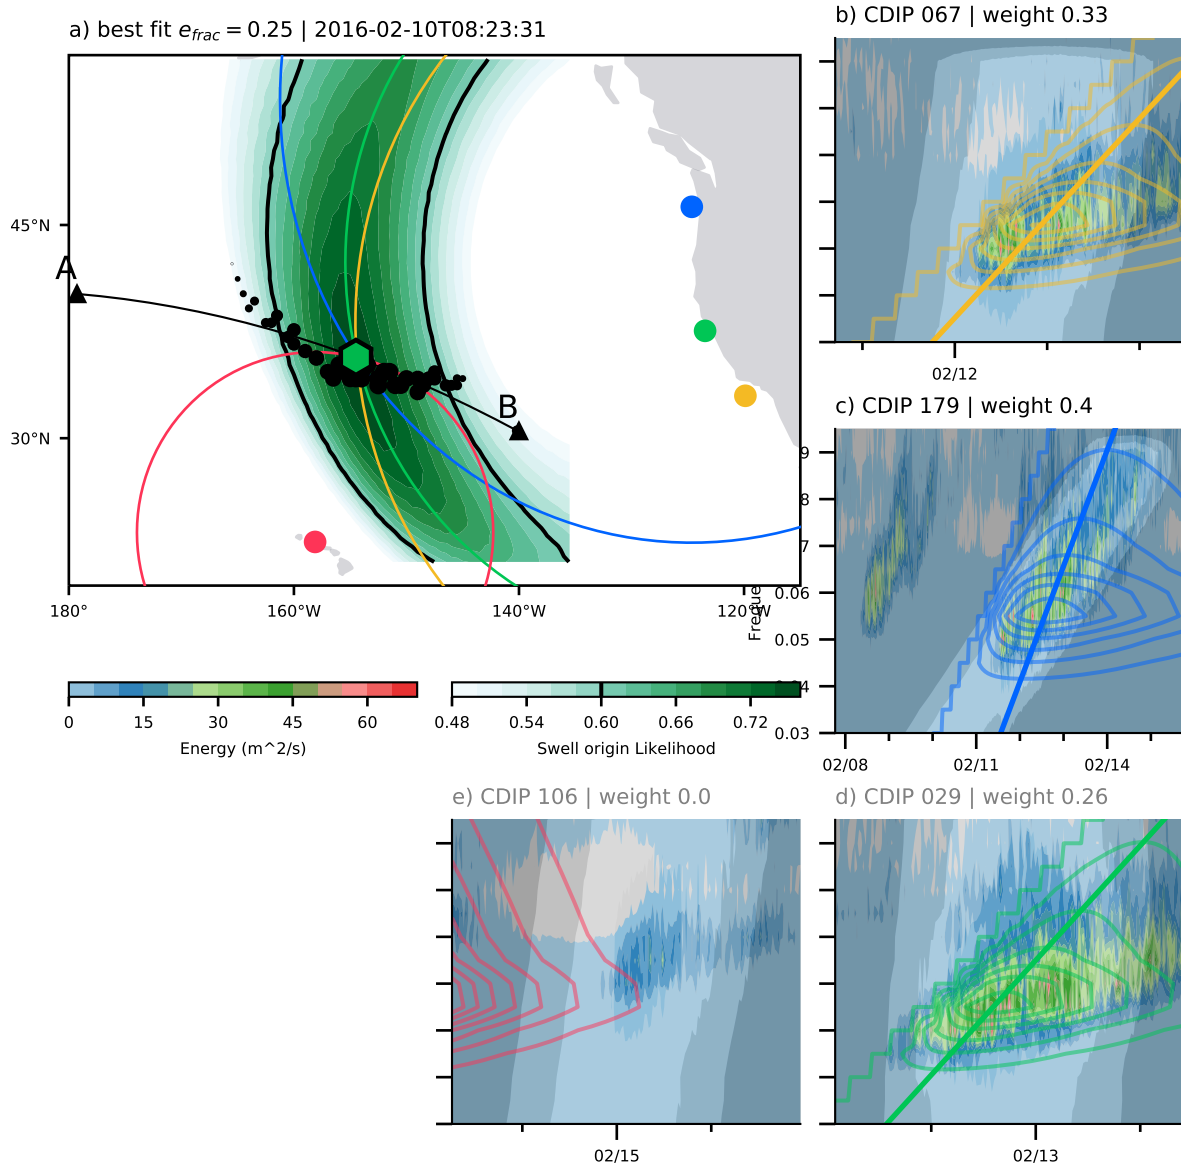 a) best fit e_frac = 0.25 | 2016-02-10T08:23:31
b) CDIP 067 | weight 0.33
45°N
30°N
A
B
180°
160°W
140°W
120°W
02/12
c) CDIP 179 | weight 0.4
9
8
7
0.06
0.05
0.03
02/08
02/11
02/14
0
15
30
45
60
Energy (m^2/s)
0.48
0.54
0.60
0.66
0.72
Swell origin Likelihood
e) CDIP 106 | weight 0.0
02/15
d) CDIP 029 | weight 0.26
02/13